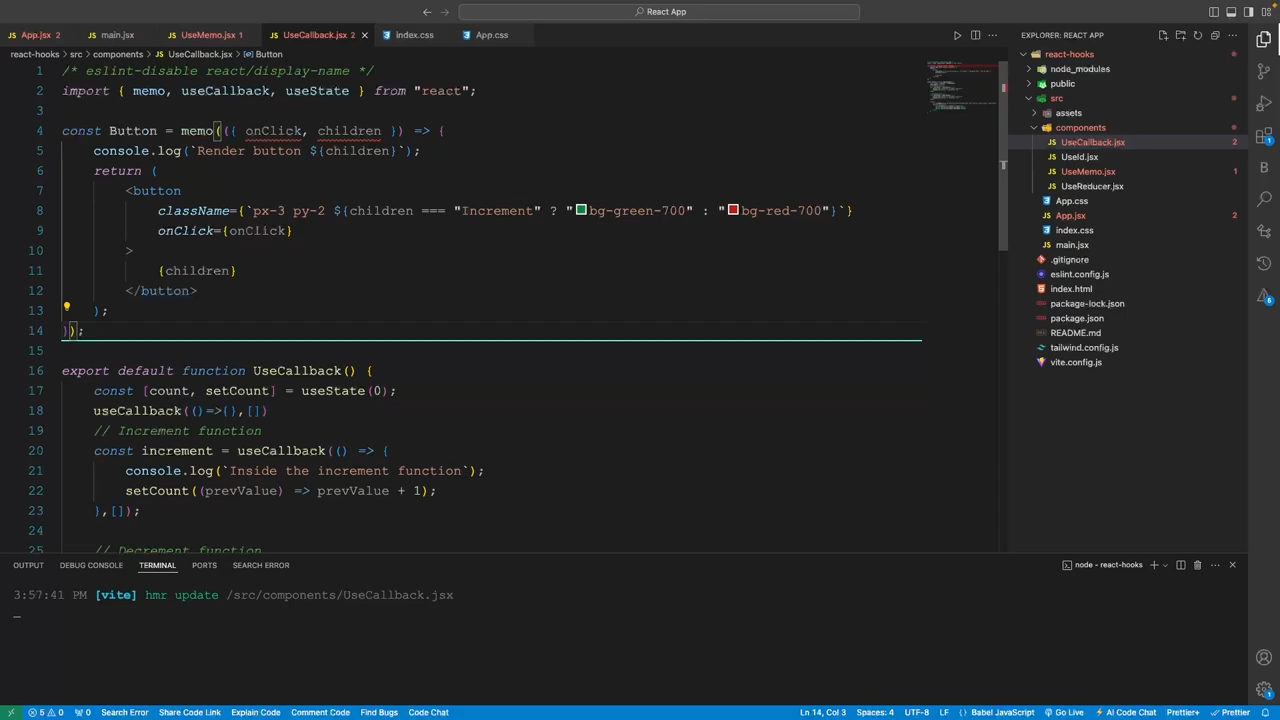 React App
App.jsx 2
main.jsx
UseMemo.jsx 1
UseCallback.jsx 2
index.css
App.css
react-hooks > src > components > UseCallback.jsx > Button
1 /* eslint-disable react/display-name */
2 import { memo, useCallback, useState } from "react";
3
4 const Button = memo(({ onClick, children }) => {
5 console.log(`Render button ${children}`);
6 return (
7 <button
8 className={`px-3 py-2 ${children === "Increment" ? "bg-green-700" : "bg-red-700"}`}
9 onClick={onClick}
10 >
11 {children}
12 </button>
13 );
14 });
15
16 export default function UseCallback() {
17 const [count, setCount] = useState(0);
18 useCallback(()=>{},[])
19 // Increment function
20 const increment = useCallback(() => {
21 console.log(`Inside the increment function`);
22 setCount((prevValue) => prevValue + 1);
23 },[]);
24
25 // Decrement function
EXPLORER: REACT APP
react-hooks
node_modules
public
src
assets
components
UseCallback.jsx 2
UseId.jsx
UseMemo.jsx 1
UseReducer.jsx
App.css
App.jsx 2
index.css
main.jsx
.gitignore
eslint.config.js
index.html
package-lock.json
package.json
README.md
tailwind.config.js
vite.config.js
OUTPUT DEBUG CONSOLE TERMINAL PORTS SEARCH ERROR
node - react-hooks
3:57:41 PM [vite] hmr update /src/components/UseCallback.jsx
5 0 0 Search Error Share Code Link Explain Code Comment Code Find Bugs Code Chat
Ln 14, Col 3 Spaces: 4 UTF-8 LF {} Babel JavaScript Go Live AI Code Chat Prettier+ Prettier